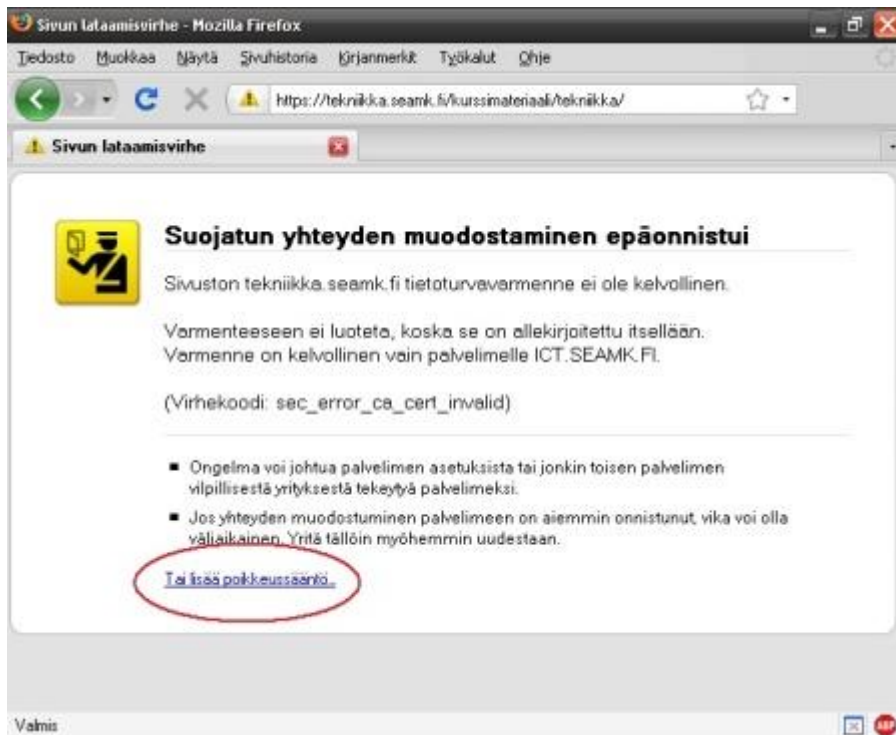 Sivun lataamisvirhe - Mozilla Firefox
Tiedosto Muokkaa Näytä Sivuhistoria Kirjanmerkit Työkalut Ohje
https://tekniikka.seamk.fi/kurssimateriaali/tekniikka/
Sivun lataamisvirhe
Suojatun yhteyden muodostaminen epäonnistui
Sivuston tekniikka.seamk.fi tietoturvavarmenne ei ole kelvollinen.
Varmenteeseen ei luoteta, koska se on allekirjoitettu itsellään.
Varmenne on kelvollinen vain palvelimelle ICT.SEAMK.FI.
(Virhekoodi: sec_error_ca_cert_invalid)
Ongelma voi johtua palvelimen asetuksista tai jonkin toisen palvelimen
vilpillisestä yrityksestä tekeytyä palvelimeksi.
Jos yhteyden muodostuminen palvelimeen on aiemmin onnistunut, vika voi olla
väliaikainen. Yritä tällöin myöhemmin uudestaan.
Tai lisää poikkeussääntö...
Valmis
ABP